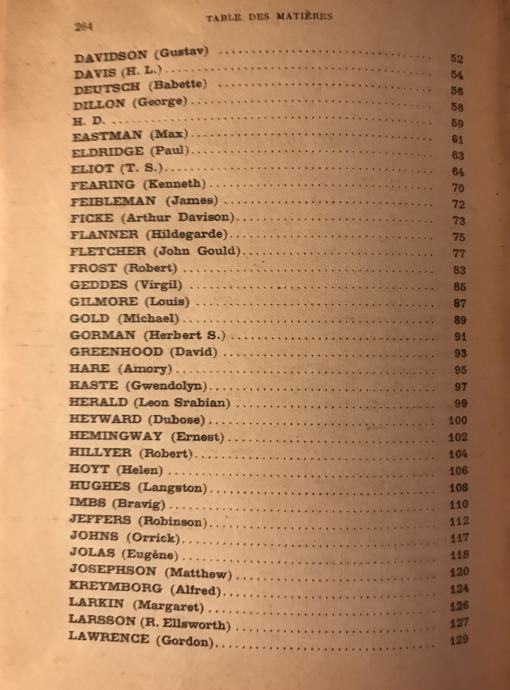 264 TABLE DES MATIÈRES
DAVIDSON (Gustav) 52
DAVIS (H. L.) 54
DEUTSCH (Babette) 56
DILLON (George) 58
H. D. 59
EASTMAN (Max) 61
ELDRIDGE (Paul) 63
ELIOT (T. S.) 64
FEARING (Kenneth) 70
FEIBLEMAN (James) 72
FICKE (Arthur Davison) 73
FLANNER (Hildegarde) 75
FLETCHER (John Gould) 77
FROST (Robert) 83
GEDDES (Virgil) 85
GILMORE (Louis) 87
GOLD (Michael) 89
GORMAN (Herbert S.) 91
GREENHOOD (David) 93
HARE (Amory) 95
HASTE (Gwendolyn) 97
HERALD (Leon Srabian) 99
HEYWARD (Dubose) 100
HEMINGWAY (Ernest) 102
HILLYER (Robert) 104
HOYT (Helen) 106
HUGHES (Langston) 108
IMBS (Bravig) 110
JEFFERS (Robinson) 112
JOHNS (Orrick) 117
JOLAS (Eugène) 118
JOSEPHSON (Matthew) 120
KREYMBORG (Alfred) 124
LARKIN (Margaret) 126
LARSSON (R. Ellsworth) 127
LAWRENCE (Gordon) 129